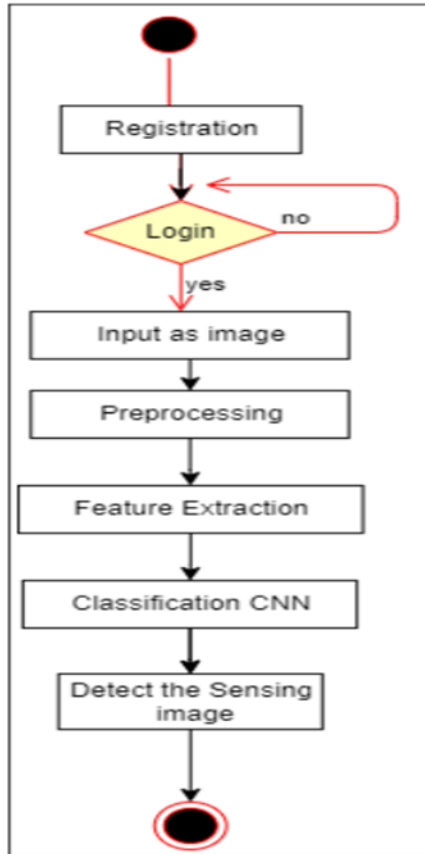 Registration
Login
no
yes
Input as image
Preprocessing
Feature Extraction
Classification CNN
Detect the Sensing
image